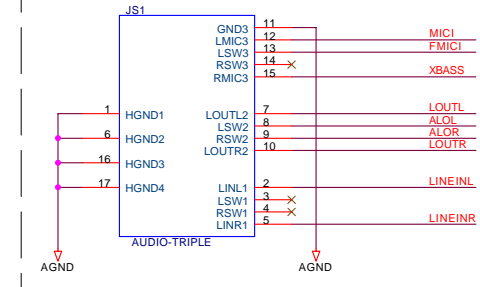 JS1
GND3 11
LMIC3 12 MICI
LSW3 13 FMICI
RSW3 14
RMIC3 15 XBASS
1 HGND1 LOUTL2 7 LOUTL
LSW2 8 ALOL
6 HGND2 RSW2 9 ALOR
LOUTR2 10 LOUTR
16 HGND3
17 HGND4 LINL1 2 LINEINL
LSW1 3
RSW1 4
LINR1 5 LINEINR
AUDIO-TRIPLE
AGND AGND